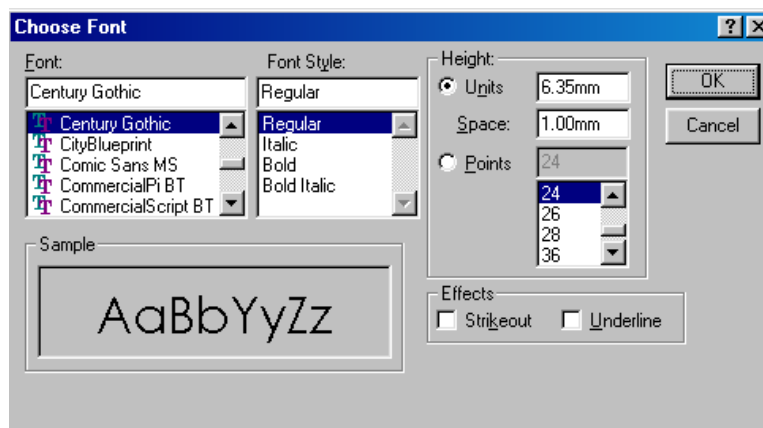 Choose Font
Font:
Century Gothic
Century Gothic
CityBlueprint
Comic Sans MS
CommercialPi BT
CommercialScript BT
Font Style:
Regular
Regular
Italic
Bold
Bold Italic
Height:
Units 6.35mm
Space: 1.00mm
Points 24
24
26
28
36
OK
Cancel
Sample
AaBbYyZz
Effects
Strikeout Underline